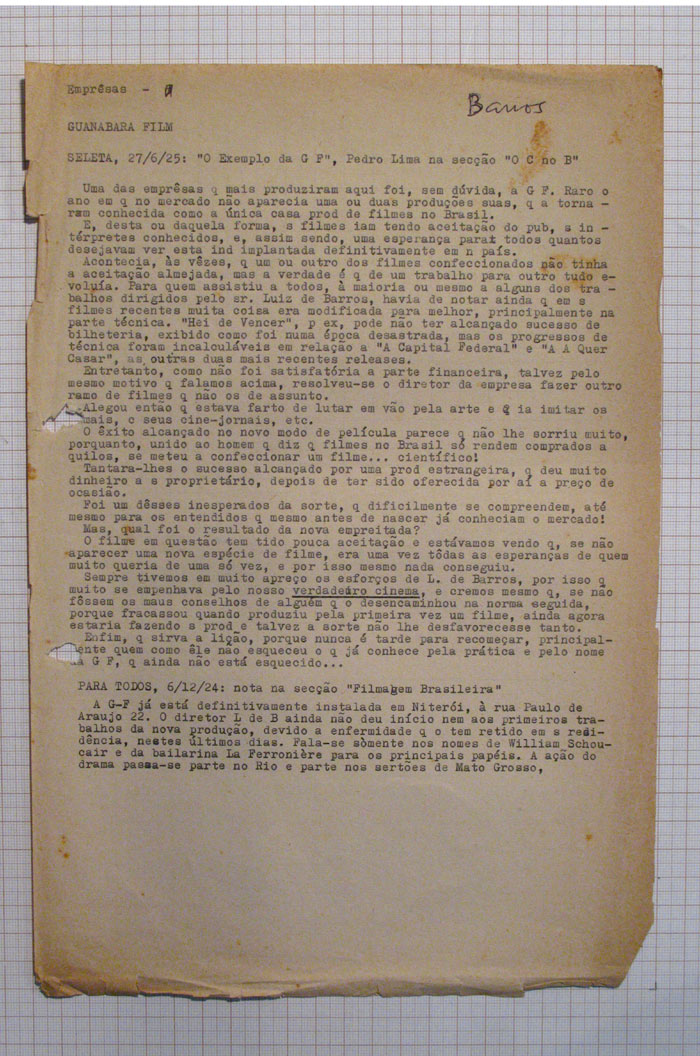 Emprêsas -
Barros
GUANABARA FILM
SELETA, 27/6/25: "O Exemplo da G F", Pedro Lima na secção "O C no B"
Uma das emprêsas q mais produziram aqui foi, sem dúvida, a G F. Raro o
ano em q no mercado não aparecia uma ou duas produções suas, q a torna -
ram conhecida como a única casa prod de filmes no Brasil.
E, desta ou daquela forma, s filmes iam tendo aceitação do pub, s in -
térpretes conhecidos, e, assim sendo, uma esperança para todos quantos
desejavam ver esta ind implantada definitivamente em n país.
Acontecia, às vêzes, q um ou outro dos filmes confeccionados não tinha
a aceitação almejada, mas a verdade é q de um trabalho para outro tudo e-
voluía. Para quem assistiu a todos, à maioria ou mesmo a alguns dos tra -
balhos dirigidos pelo sr. Luiz de Barros, havia de notar ainda q em s
filmes recentes muita coisa era modificada para melhor, principalmente na
parte técnica. "Hei de Vencer", p ex, pode não ter alcançado sucesso de
bilheteria, exibido como foi numa época desastrada, mas os progressos de
técnica foram incalculáveis em relação a "A Capital Federal" e "A A Quer
Casar", as outras duas mais recentes releases.
Entretanto, como não foi satisfatória a parte financeira, talvez pelo
mesmo motivo q falamos acima, resolveu-se o diretor da empresa fazer outro
ramo de filmes q não os de assunto.
Alegou então q estava farto de lutar em vão pela arte e q ia imitar os
mais, c seus cine-jornais, etc.
O êxito alcançado no novo modo de película parece q não lhe sorriu muito,
porquanto, unido ao homem q diz q filmes no Brasil só rendem comprados a
quilos, se meteu a confeccionar um filme... científico!
Tantara-lhes o sucesso alcançado por uma prod estrangeira, q deu muito
dinheiro a s proprietário, depois de ter sido oferecida por aí a preço de
ocasião.
Foi um dêsses inesperados da sorte, q dificilmente se compreendem, até
mesmo para os entendidos q mesmo antes de nascer já conheciam o mercado!
Mas, qual foi o resultado da nova empreitada?
O filme em questão tem tido pouca aceitação e estávamos vendo q, se não
aparecer uma nova espécie de filme, era uma vez tôdas as esperanças de quem
muito queria de uma só vez, e por isso mesmo nada conseguiu.
Sempre tivemos em muito apreço os esforços de L. de Barros, por isso q
muito se empenhava pelo nosso verdadeiro cinema, e cremos mesmo q, se não
fôssem os maus conselhos de alguém q o desencaminhou na norma seguida,
porque fracassou quando produziu pela primeira vez um filme, ainda agora
estaria fazendo s prod e talvez a sorte não lhe desfavorecesse tanto.
Enfim, q sirva a lição, porque nunca é tarde para recomeçar, principal-
mente quem como êle não esqueceu o q já conhece pela prática e pelo nome
da G F, q ainda não está esquecido...
PARA TODOS, 6/12/24: nota na secção "Filmagem Brasileira"
A G-F já está definitivamente instalada em Niterói, à rua Paulo de
Araujo 22. O diretor L de B ainda não deu início nem aos primeiros tra-
balhos da nova produção, devido a enfermidade q o tem retido em s resi-
dência, nestes últimos dias. Fala-se sòmente nos nomes de William Schou-
cair e da bailarina La Ferronière para os principais papéis. A ação do
drama passa-se parte no Rio e parte nos sertões de Mato Grosso,